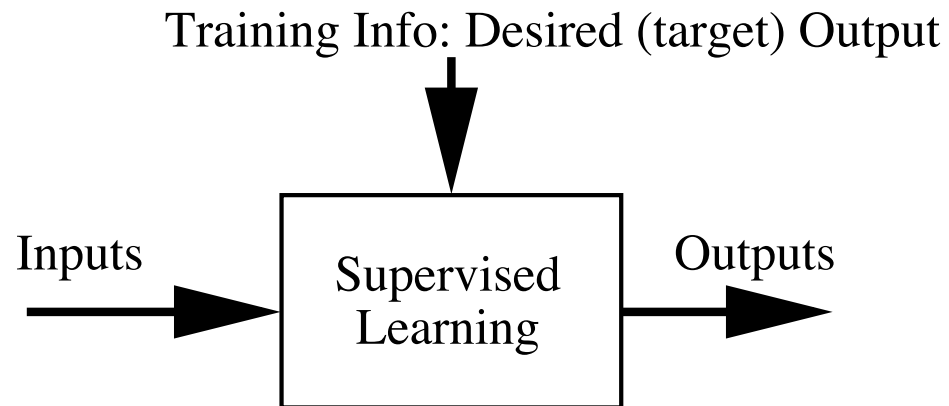 Training Info: Desired (target) Output
Inputs
Supervised
Learning
Outputs